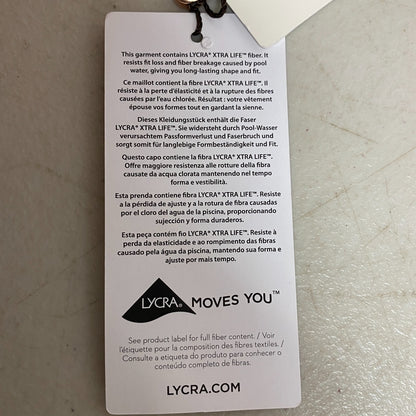 This garment contains LYCRA® XTRA LIFE™ fiber. It
resists fit loss and fiber breakage caused by pool
water, giving you long-lasting shape and fit.
Ce maillot contient la fibre LYCRA® XTRA LIFE™. Il
résiste à la perte d'élasticité et à la rupture des fibres
causées par l'eau chlorée. Résultat : votre vêtement
épouse vos formes tout en gardant la sienne.
Dieses Kleidungsstück enthält die Faser
LYCRA® XTRA LIFE™. Sie widersteht durch Pool-Wasser
verursachtem Passformverlust und Faserbruch und
sorgt somit für langlebige Formbeständigkeit und Fit.
Questo capo contiene la fibra LYCRA® XTRA LIFE™.
Offre maggiore resistenza alle rotture della fibra
causate da acqua clorata mantenendo nel tempo
forma e vestibilità.
Esta prenda contiene fibra LYCRA® XTRA LIFE™. Resiste
a la pérdida de ajuste y a la rotura de fibra causadas
por el cloro del agua de la piscina, proporcionando
sujección y forma duraderos.
Esta peça contém fio LYCRA® XTRA LIFE™. Resiste à
perda da elasticidade e ao rompimento das fibras
causado pela água da piscina, mantendo sua forma e
ajuste por mais tempo.
LYCRA® MOVES YOU™
See product label for full fiber content. / Voir
l'étiquette pour la composition des fibres textiles. /
Consulte a etiqueta do produto para conhecer o
conteúdo completo de fibras.
LYCRA.COM